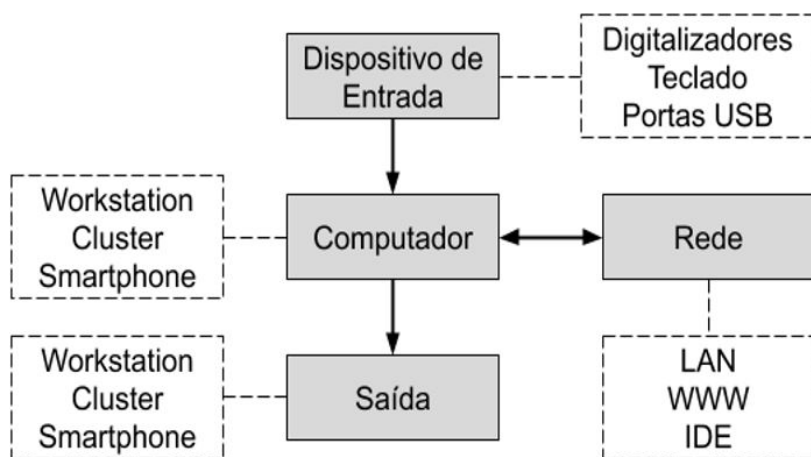 Dispositivo de
Entrada
Digitalizadores
Teclado
Portas USB
Workstation
Cluster
Smartphone
Computador
Rede
Workstation
Cluster
Smartphone
Saída
LAN
WWW
IDE